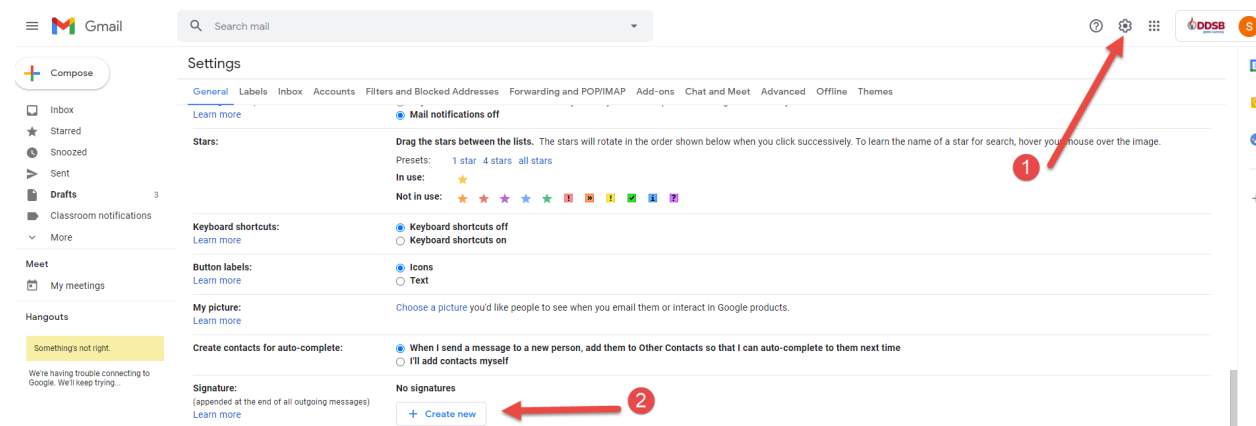 Gmail
Search mail
DDSB
S
Compose
Inbox
Starred
Snoozed
Sent
Drafts 3
Classroom notifications
More
Meet
My meetings
Hangouts
Something's not right.
We're having trouble connecting to
Google. We'll keep trying...
Settings
General Labels Inbox Accounts Filters and Blocked Addresses Forwarding and POP/IMAP Add-ons Chat and Meet Advanced Offline Themes
Learn more
Mail notifications off
Stars:
Drag the stars between the lists. The stars will rotate in the order shown below when you click successively. To learn the name of a star for search, hover your mouse over the image.
Presets: 1 star 4 stars all stars
In use:
Not in use:
1
Keyboard shortcuts:
Learn more
Keyboard shortcuts off
Keyboard shortcuts on
Button labels:
Learn more
Icons
Text
My picture:
Learn more
Choose a picture you'd like people to see when you email them or interact in Google products.
Create contacts for auto-complete:
When I send a message to a new person, add them to Other Contacts so that I can auto-complete to them next time
I'll add contacts myself
Signature:
(appended at the end of all outgoing messages)
Learn more
No signatures
+ Create new
2